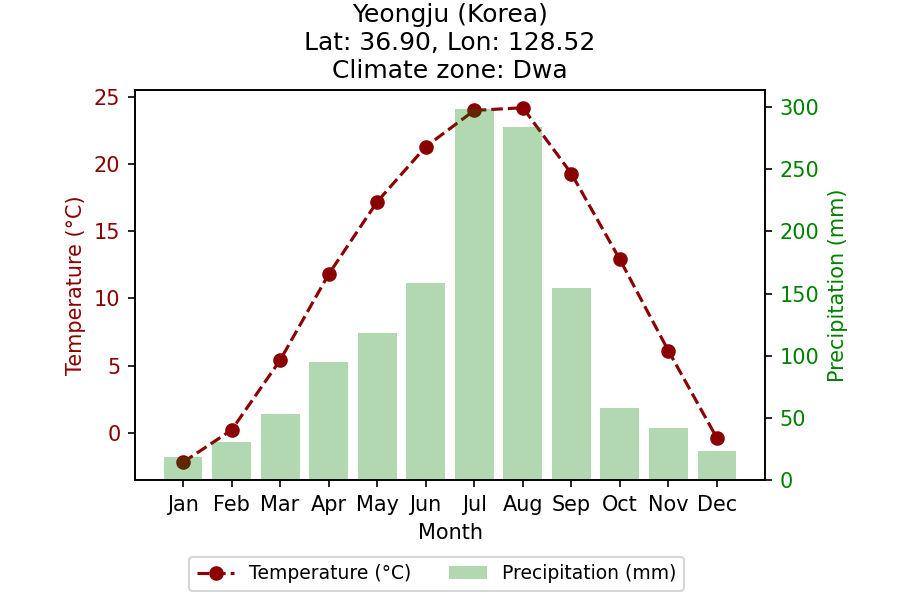 Yeongju (Korea)
Lat: 36.90, Lon: 128.52
Climate zone: Dwa
25
20
15
10
5
0
Temperature (°C)
300
250
200
150
100
50
0
Precipitation (mm)
Jan Feb Mar Apr May Jun Jul Aug Sep Oct Nov Dec
Month
Temperature (°C) Precipitation (mm)